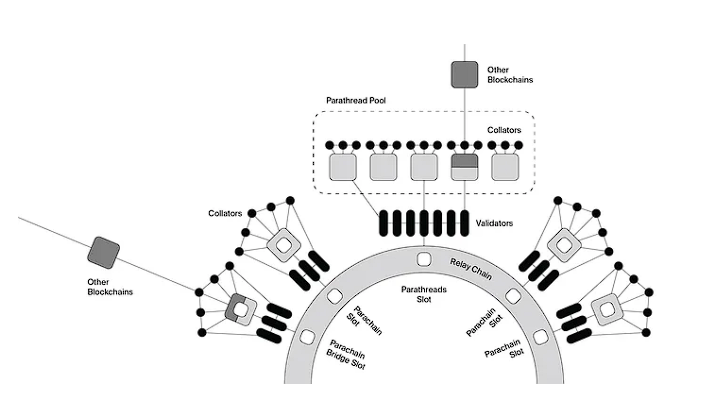 Other
Blockchains
Parathread Pool
Collators
Collators
Validators
Other
Blockchains
Relay Chain
Parathreads
Slot
Parachain
Slot
Parachain
Slot
Parachain
Bridge Slot
Parachain
Slot